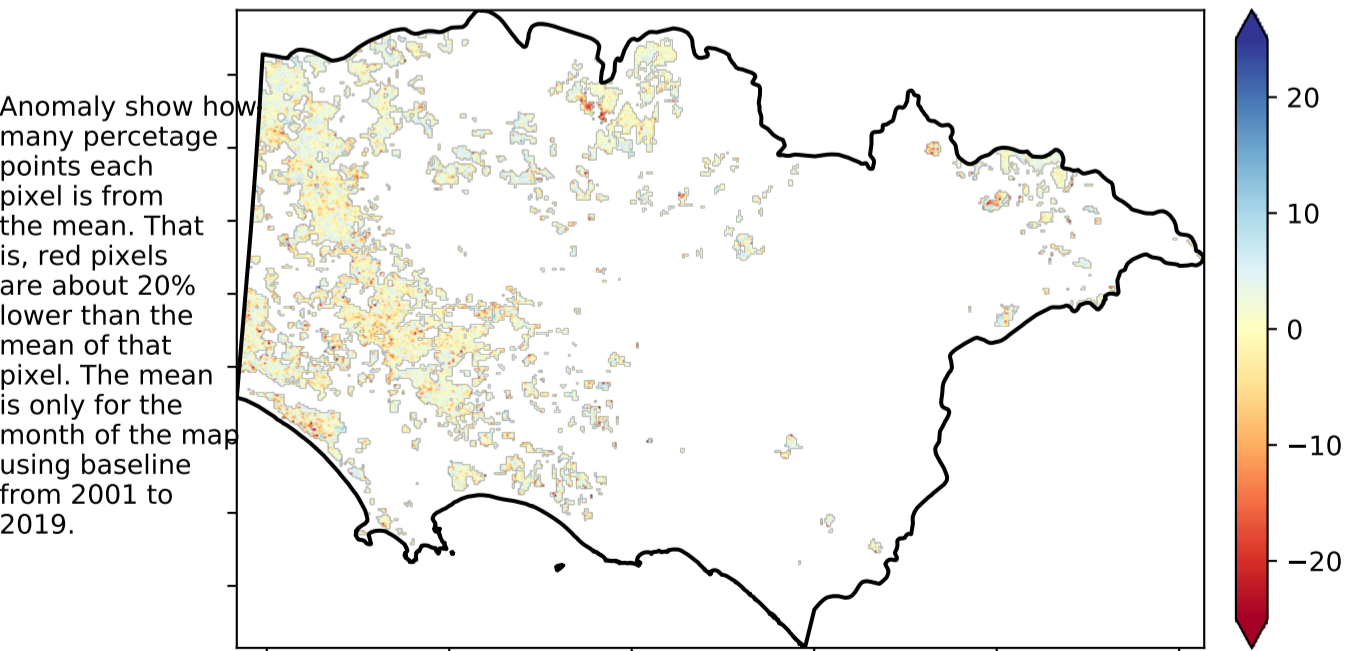 Anomaly show how
many percetage
points each
pixel is from
the mean. That
is, red pixels
are about 20%
lower than the
mean of that
pixel. The mean
is only for the
month of the map
using baseline
from 2001 to
2019.
20
10
0
−10
−20